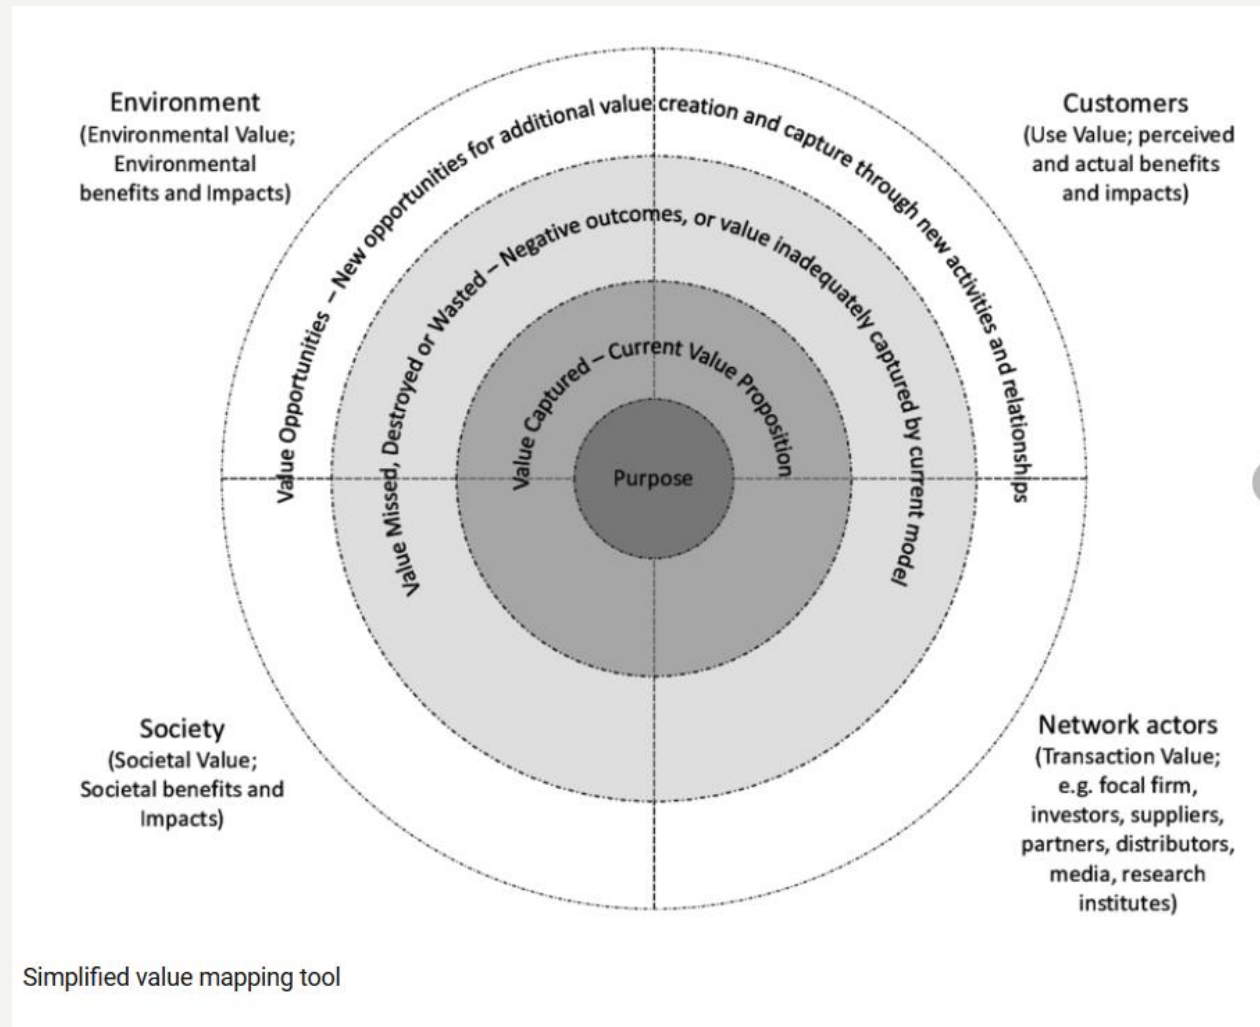 Environment
(Environmental Value;
Environmental
benefits and Impacts)
Customers
(Use Value; perceived
and actual benefits
and impacts)
Value Opportunities – New opportunities for additional value creation and capture through new activities and relationships
Value Missed, Destroyed or Wasted – Negative outcomes, or value inadequately captured by current model
Value Captured – Current Value Proposition
Purpose
Society
(Societal Value;
Societal benefits and
Impacts)
Network actors
(Transaction Value;
e.g. focal firm,
investors, suppliers,
partners, distributors,
media, research
institutes)
Simplified value mapping tool